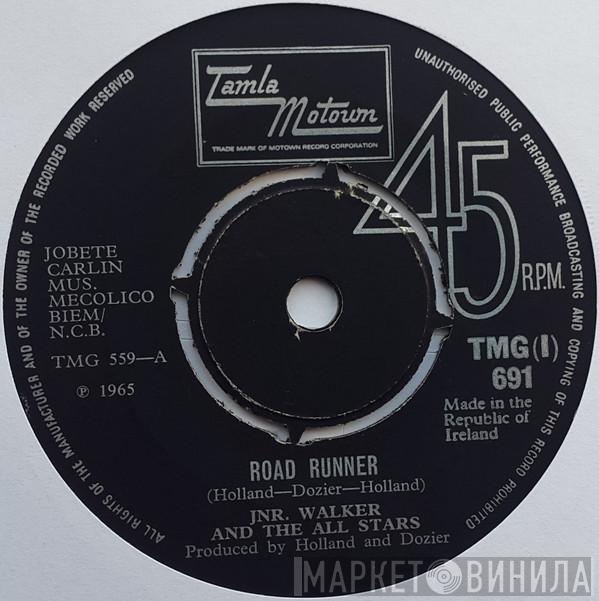 Tamla
Motown
TRADE MARK OF MOTOWN RECORD CORPORATION
ALL RIGHTS OF THE MANUFACTURER AND OF THE OWNER OF THE RECORDED WORK RESERVED
UNAUTHORISED PUBLIC PERFORMANCE BROADCASTING AND COPYING OF THIS RECORD PROHIBITED
45
R.P.M.
JOBETE
CARLIN
MUS.
MECOLICO
BIEM/
N.C.B.
TMG 559—A
℗ 1965
TMG(I)
691
Made in the
Republic of
Ireland
ROAD RUNNER
(Holland—Dozier—Holland)
JNR. WALKER
AND THE ALL STARS
Produced by Holland and Dozier
МАРКЕТ ВИНИЛА